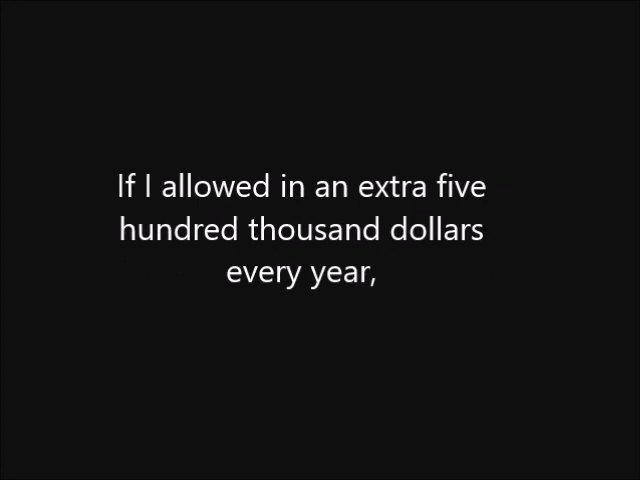 If I allowed in an extra five
hundred thousand dollars
every year,